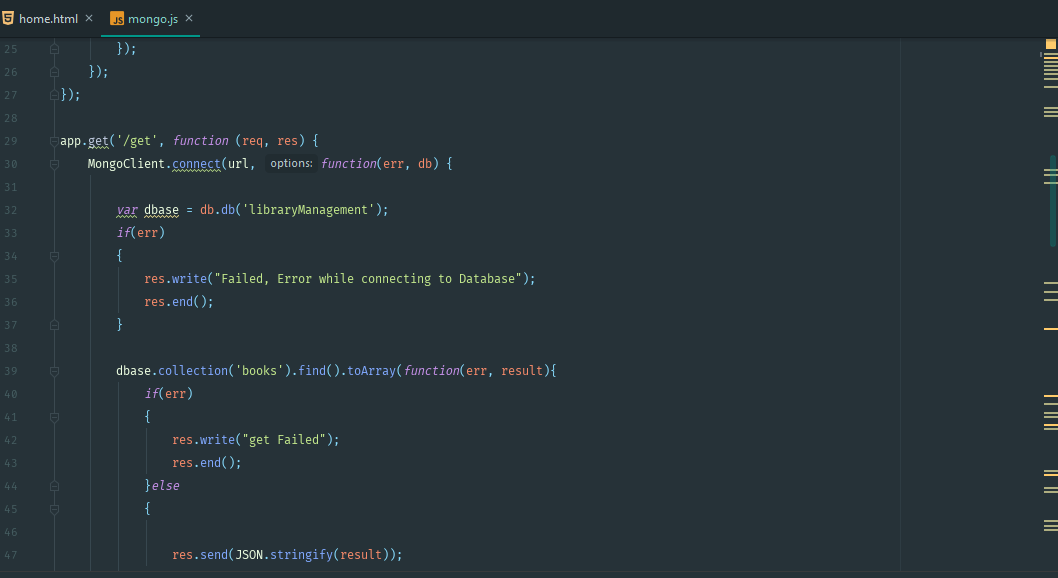 home.html × JS mongo.js ×
25 });
26 });
27 });
28
29 app.get('/get', function (req, res) {
30 MongoClient.connect(url, options: function(err, db) {
31
32 var dbase = db.db('libraryManagement');
33 if(err)
34 {
35 res.write("Failed, Error while connecting to Database");
36 res.end();
37 }
38
39 dbase.collection('books').find().toArray(function(err, result){
40 if(err)
41 {
42 res.write("get Failed");
43 res.end();
44 }else
45 {
46
47 res.send(JSON.stringify(result));